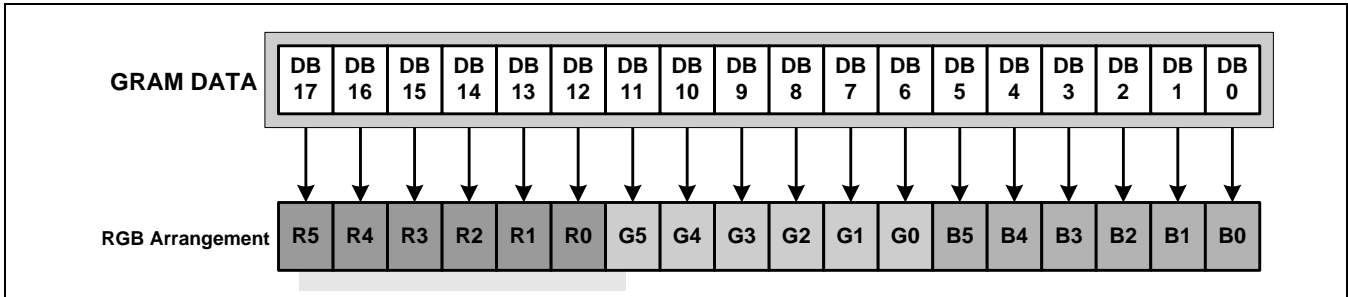 GRAM DATA
DB DB DB DB DB DB DB DB DB DB DB DB DB DB DB DB DB DB
17 16 15 14 13 12 11 10 9 8 7 6 5 4 3 2 1 0
RGB Arrangement R5 R4 R3 R2 R1 R0 G5 G4 G3 G2 G1 G0 B5 B4 B3 B2 B1 B0